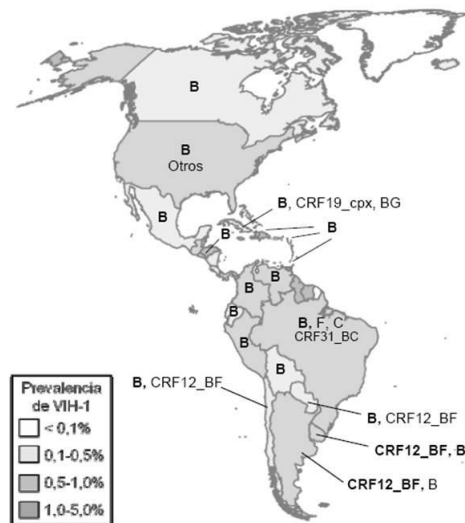 B
B
Otros
B
B, CRF19_cpx, BG
B
B
B
B
B, F, C
CRF31_BC
B
B
B
B, CRF12_BF
B, CRF12_BF
CRF12_BF, B
CRF12_BF, B
Prevalencia
de VIH-1
< 0,1%
0,1-0,5%
0,5-1,0%
1,0-5,0%